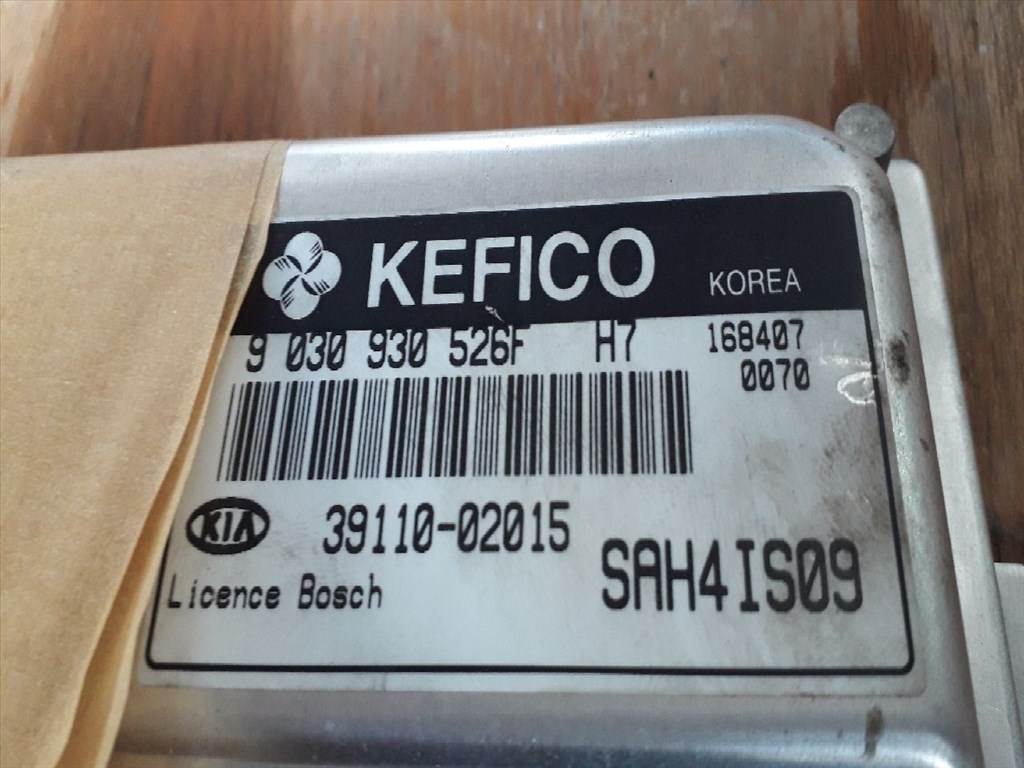 KEFICO KOREA
9 030 930 526F H7 168407
0070
KIA 39110-02015
SAH4IS09
Licence Bosch